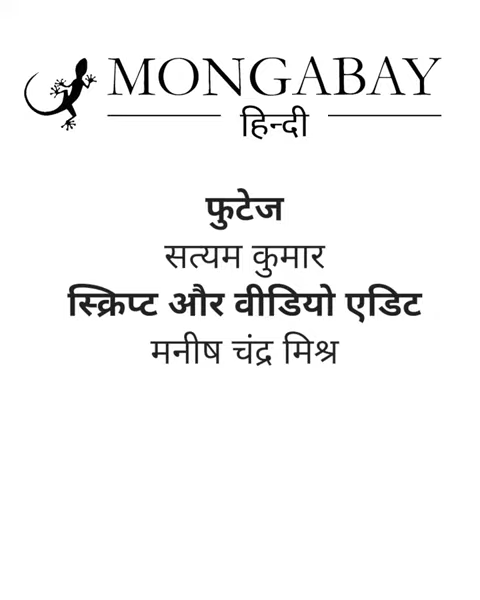 MONGABAY
हिन्दी
फुटेज
सत्यम कुमार
स्क्रिप्ट और वीडियो एडिट
मनीष चंद्र मिश्र